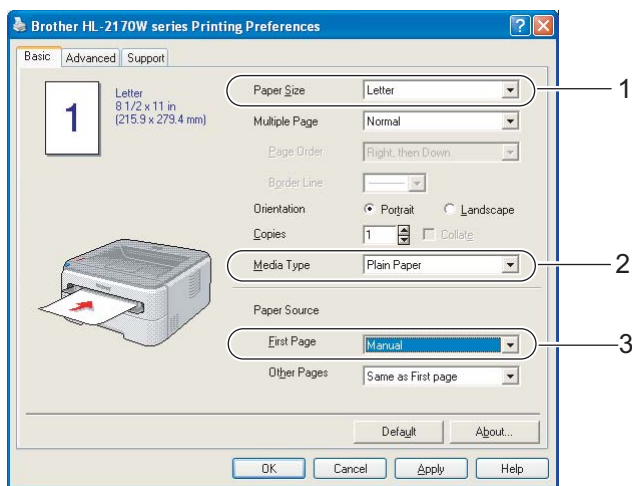 Brother HL-2170W series Printing Preferences
Basic Advanced Support
1
Letter
8 1/2 x 11 in
(215.9 x 279.4 mm)
Paper Size Letter 1
Multiple Page Normal
Page Order Right, then Down
Border Line
Orientation Portrait Landscape
Copies 1 Collate
Media Type Plain Paper 2
Paper Source
First Page Manual 3
Other Pages Same as First page
Default About...
OK Cancel Apply Help